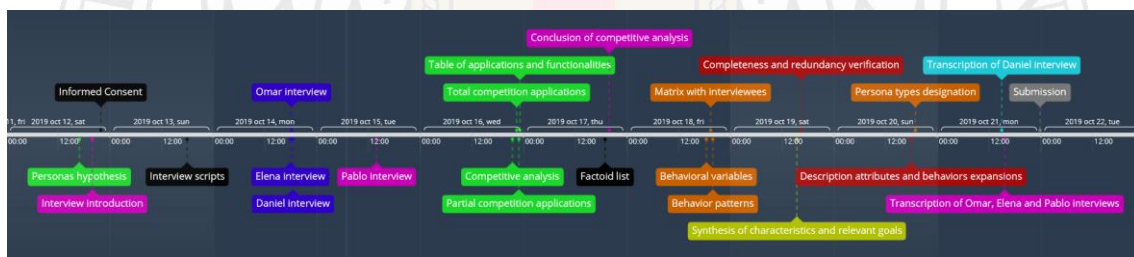 Conclusion of competitive analysis
Table of applications and functionalities
Completeness and redundancy verification
Transcription of Daniel interview
Informed Consent
Omar interview
Total competition applications
Matrix with interviewees
Persona types designation
Submission
11, fri 2019 oct 12, sat 2019 oct 13, sun 2019 oct 14, mon 2019 oct 15, tue 2019 oct 16, wed 2019 oct 17, thu 2019 oct 18, fri 2019 oct 19, sat 2019 oct 20, sun 2019 oct 21, mon 2019 oct 22, tue
00:00 12:00 00:00 12:00 00:00 12:00 00:00 12:00 00:00 12:00 00:00 12:00 00:00 12:00 00:00 12:00 00:00 12:00 00:00 12:00 00:00 12:00
Personas hypothesis
Interview scripts
Elena interview
Pablo interview
Competitive analysis
Factoid list
Behavioral variables
Description attributes and behaviors expansions
Interview introduction
Daniel interview
Partial competition applications
Behavior patterns
Transcription of Omar, Elena and Pablo interviews
Synthesis of characteristics and relevant goals